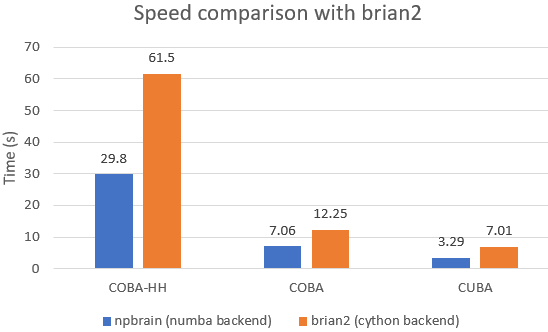 Speed comparison with brian2
Time (s)
70
60
50
40
30
20
10
0
29.8
61.5
7.06
12.25
3.29
7.01
COBA-HH
COBA
CUBA
npbrain (numba backend)
brian2 (cython backend)